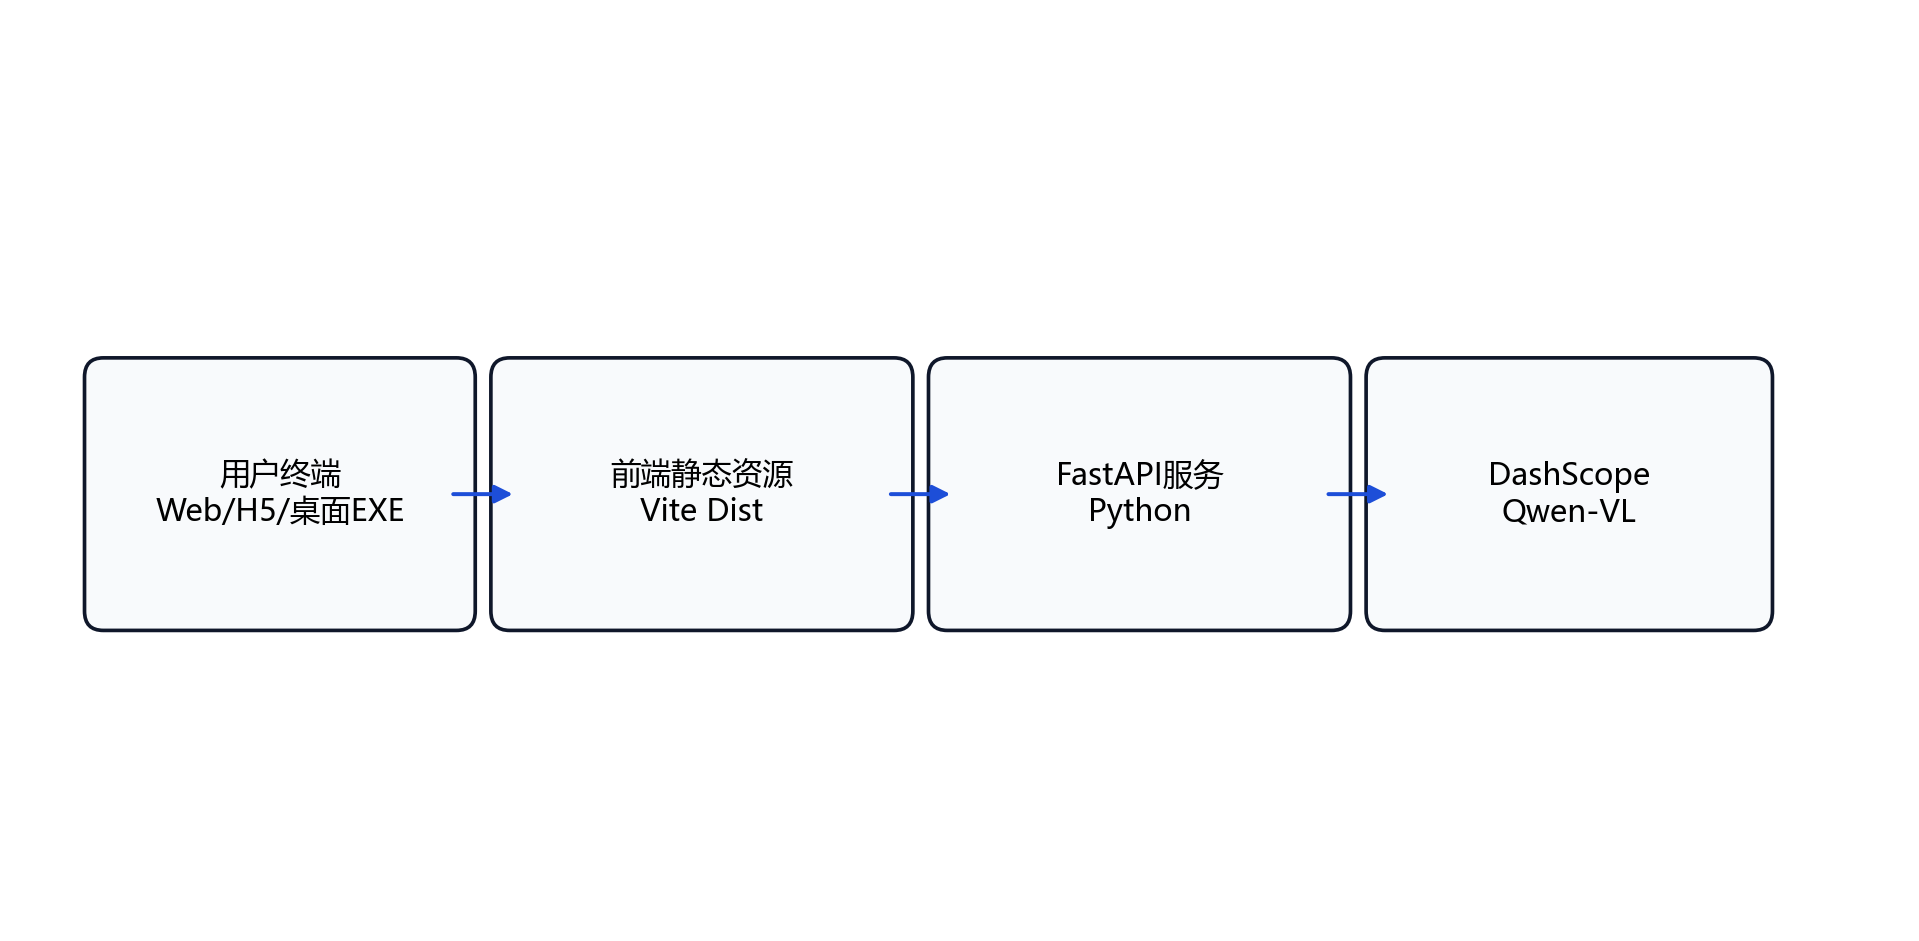 用户终端
Web/H5/桌面EXE
前端静态资源
Vite Dist
FastAPI服务
Python
DashScope
Qwen-VL